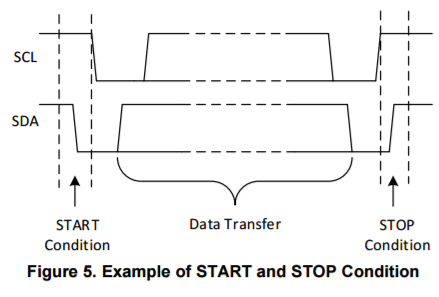 SCL
SDA
START
Condition
Data Transfer
STOP
Condition
Figure 5. Example of START and STOP Condition